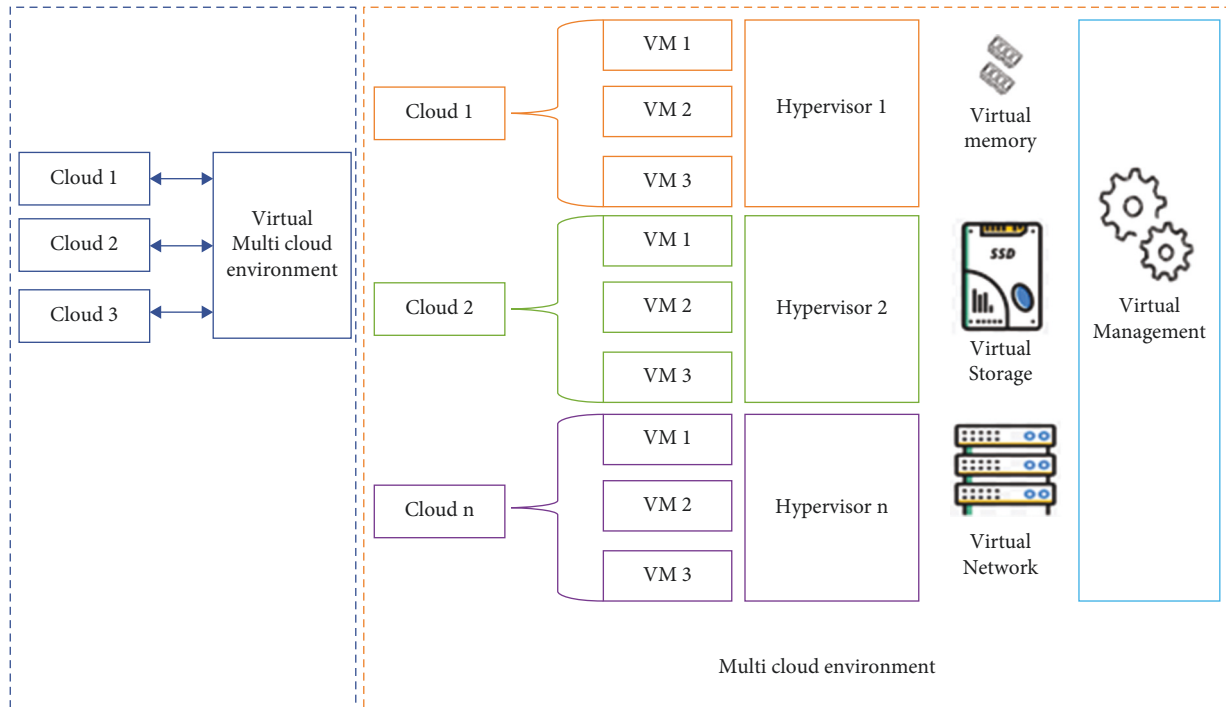 Cloud 1
Cloud 2
Cloud 3
Virtual
Multi cloud
environment
Cloud 1
VM 1
VM 2
VM 3
Hypervisor 1
Cloud 2
VM 1
VM 2
VM 3
Hypervisor 2
Cloud n
VM 1
VM 2
VM 3
Hypervisor n
Virtual
memory
SSD
Virtual
Storage
Virtual
Network
Virtual
Management
Multi cloud environment